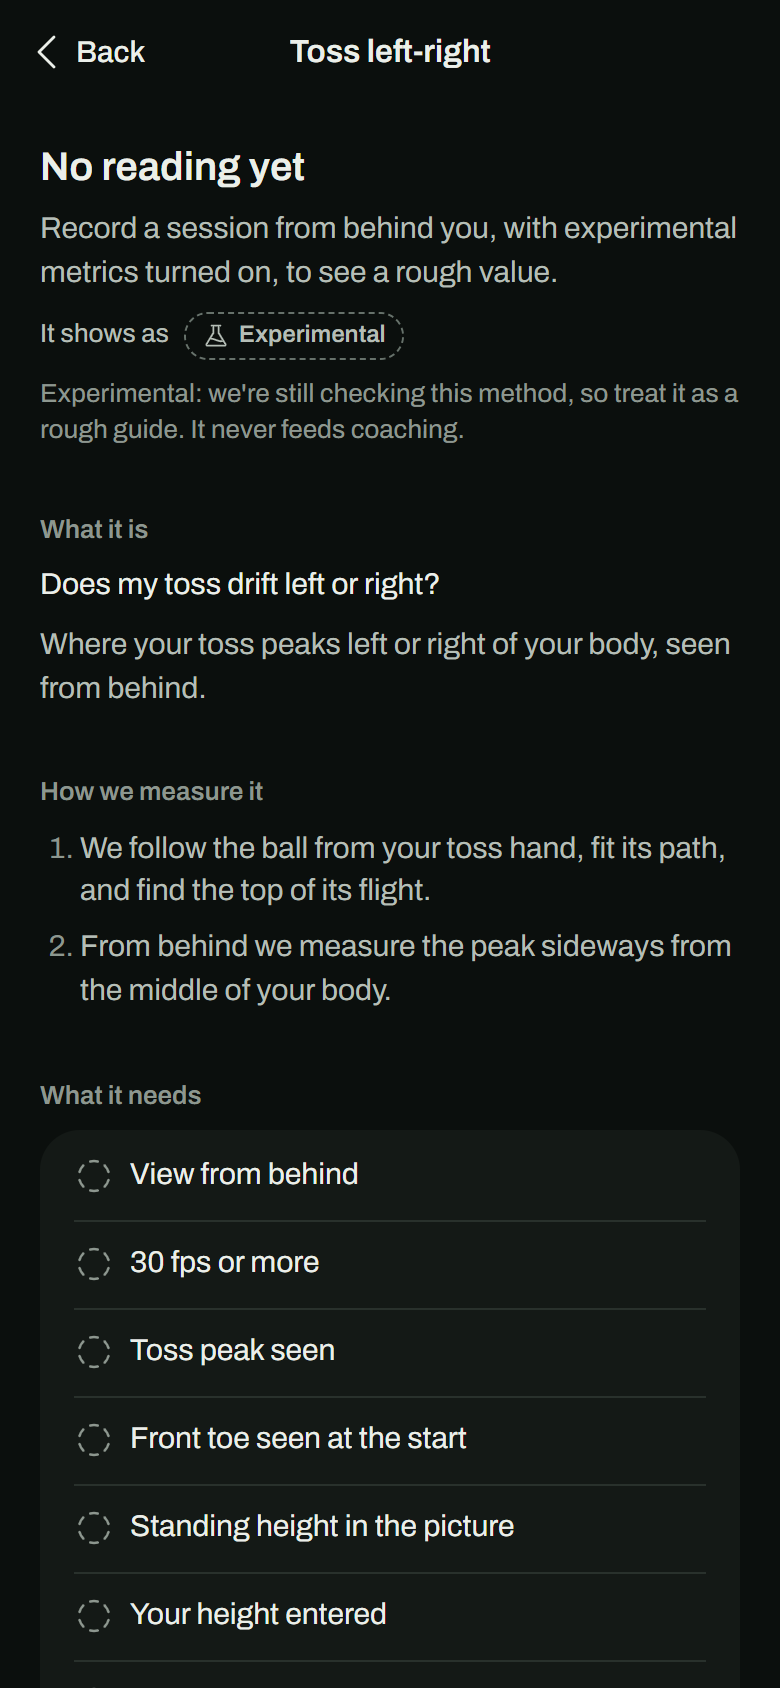 Back
Toss left-right
No reading yet
Record a session from behind you, with experimental
metrics turned on, to see a rough value.
It shows as Experimental
Experimental: we're still checking this method, so treat it as a
rough guide. It never feeds coaching.
What it is
Does my toss drift left or right?
Where your toss peaks left or right of your body, seen
from behind.
How we measure it
1. We follow the ball from your toss hand, fit its path,
and find the top of its flight.
2. From behind we measure the peak sideways from
the middle of your body.
What it needs
View from behind
30 fps or more
Toss peak seen
Front toe seen at the start
Standing height in the picture
Your height entered